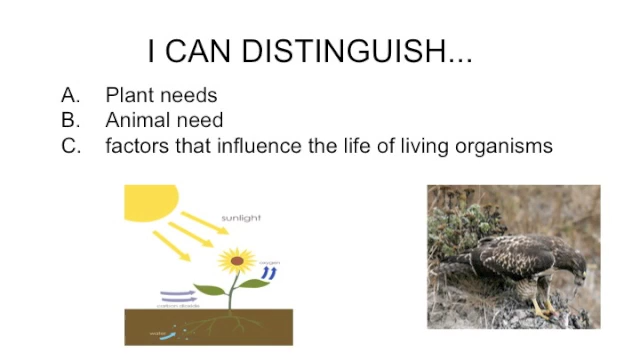 I CAN DISTINGUISH...
A. Plant needs
B. Animal need
C. factors that influence the life of living organisms
sunlight
oxygen
carbon dioxide
water